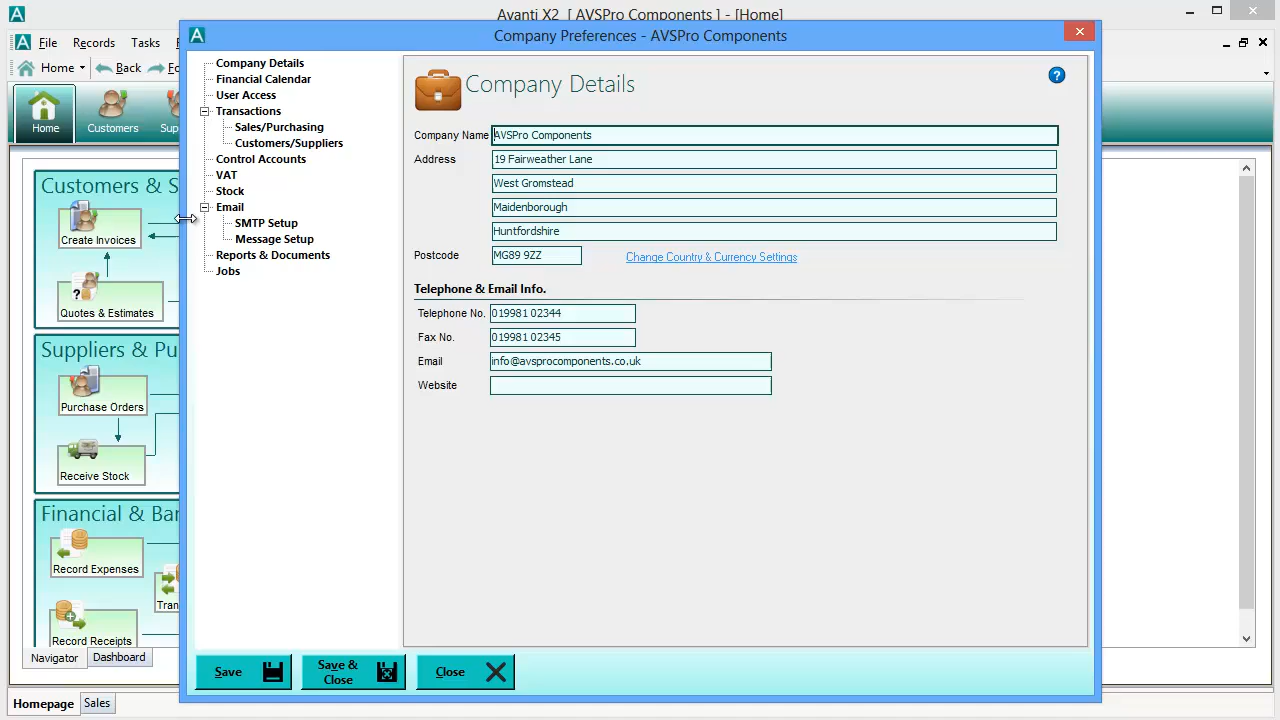 Avanti X2 [ AVSPro Components ] - [Home]
Company Preferences - AVSPro Components
File Records Tasks
Home Back
Home Customers
Company Details
Financial Calendar
User Access
Transactions
Sales/Purchasing
Customers/Suppliers
Control Accounts
VAT
Stock
Email
SMTP Setup
Message Setup
Reports & Documents
Jobs
Company Details
Company Name AVSPro Components
Address 19 Fairweather Lane
West Gromstead
Maidenborough
Huntfordshire
Postcode MG89 9ZZ Change Country & Currency Settings
Telephone & Email Info.
Telephone No. 019981 02344
Fax No. 019981 02345
Email info@avsprocomponents.co.uk
Website
Save
Save & Close
Close
Customers & S
Create Invoices
Quotes & Estimates
Suppliers & Pu
Purchase Orders
Receive Stock
Financial & Ba
Record Expenses
Tran
Record Receipts
Navigator Dashboard
Homepage Sales